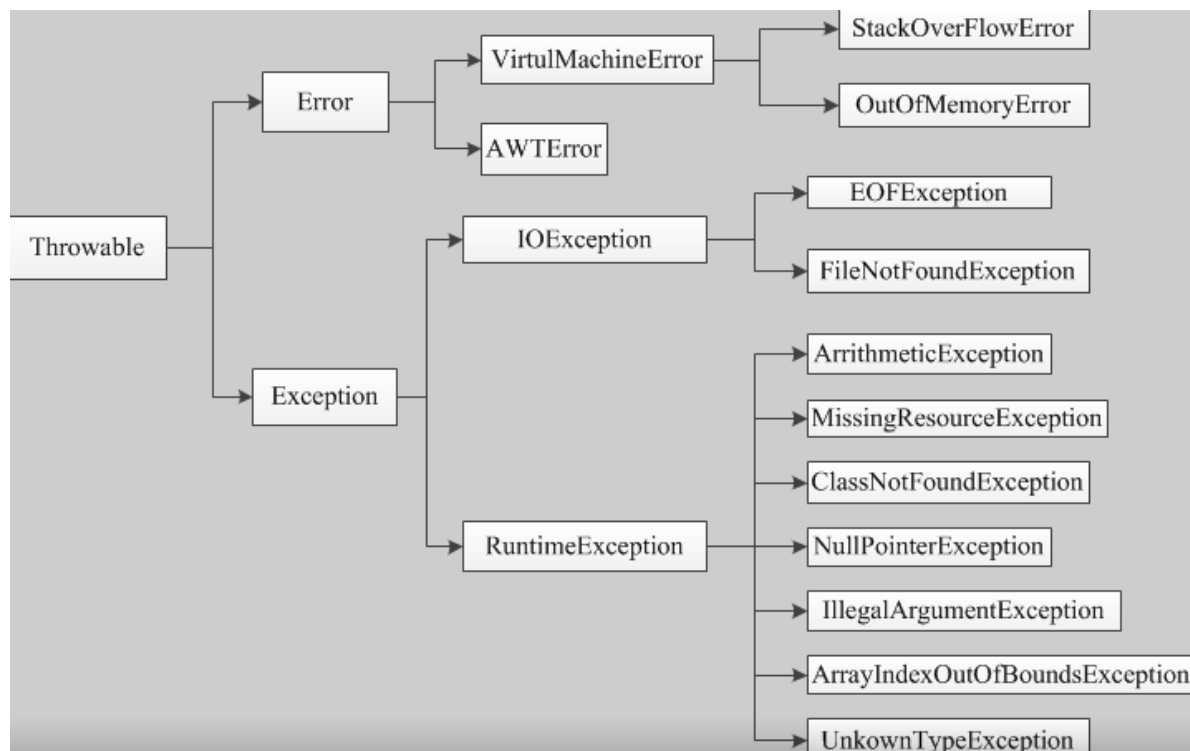 StackOverFlowError
VirtulMachineError
Error
OutOfMemoryError
AWTError
EOFException
Throwable
IOException
FileNotFoundException
ArrithmeticException
Exception
MissingResourceException
ClassNotFoundException
RuntimeException
NullPointerException
IllegalArgumentException
ArrayIndexOutOfBoundsException
UnkownTypeException